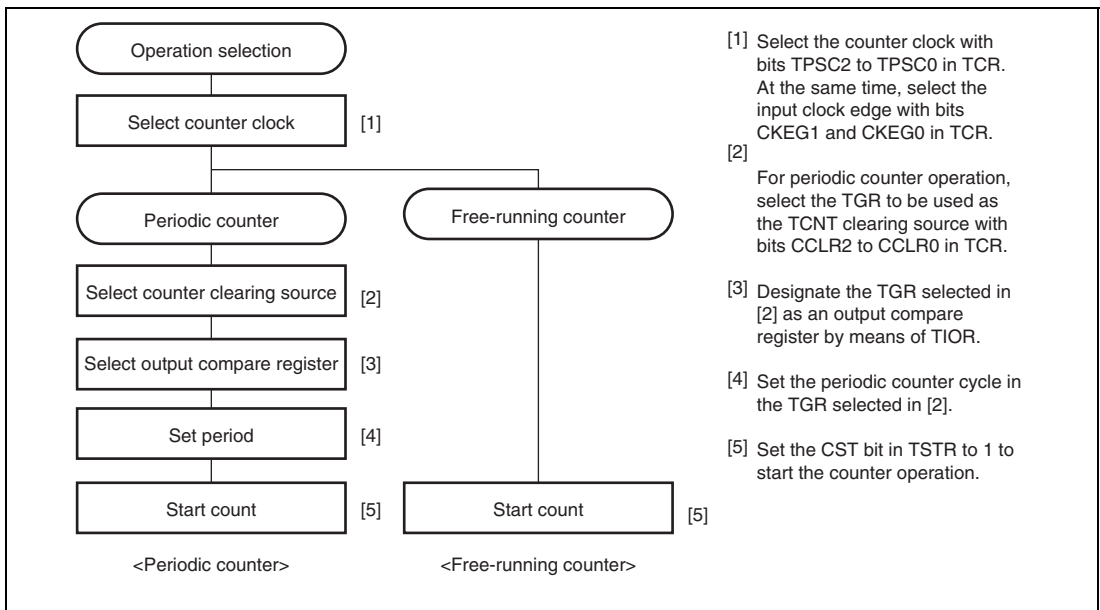 Operation selection
Select counter clock
[1]
Periodic counter
Free-running counter
Select counter clearing source
[2]
Select output compare register
[3]
Set period
[4]
Start count
[5]
Start count
[5]
<Periodic counter>
<Free-running counter>
[1] Select the counter clock with
bits TPSC2 to TPSC0 in TCR.
At the same time, select the
input clock edge with bits
CKEG1 and CKEG0 in TCR.
[2]
For periodic counter operation,
select the TGR to be used as
the TCNT clearing source with
bits CCLR2 to CCLR0 in TCR.
[3] Designate the TGR selected in
[2] as an output compare
register by means of TIOR.
[4] Set the periodic counter cycle in
the TGR selected in [2].
[5] Set the CST bit in TSTR to 1 to
start the counter operation.